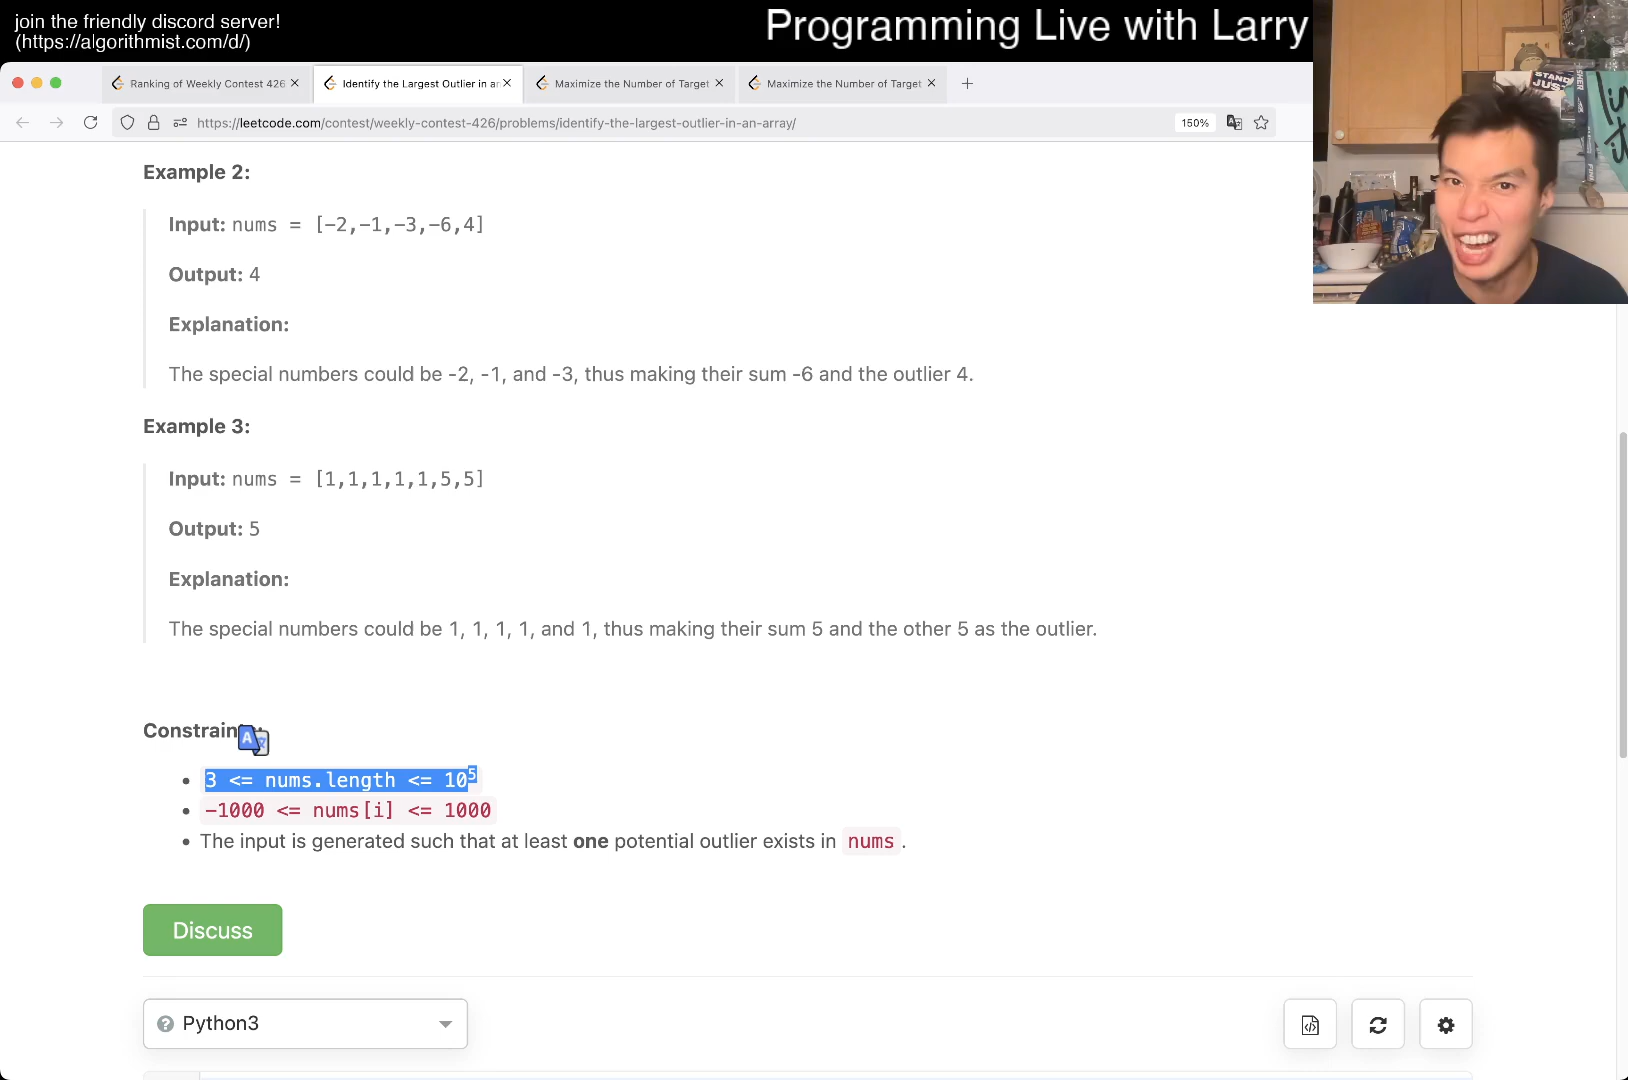 join the friendly discord server!
(https://algorithmist.com/d/)
Programming Live with Larry
Ranking of Weekly Contest 426
Identify the Largest Outlier in an
Maximize the Number of Target
Maximize the Number of Target
https://leetcode.com/contest/weekly-contest-426/problems/identify-the-largest-outlier-in-an-array/
150%
STAND
JUS
Example 2:
Input: nums = [-2,-1,-3,-6,4]
Output: 4
Explanation:
The special numbers could be -2, -1, and -3, thus making their sum -6 and the outlier 4.
Example 3:
Input: nums = [1,1,1,1,1,5,5]
Output: 5
Explanation:
The special numbers could be 1, 1, 1, 1, and 1, thus making their sum 5 and the other 5 as the outlier.
Constrain
3 <= nums.length <= 10⁵
-1000 <= nums[i] <= 1000
The input is generated such that at least one potential outlier exists in nums.
Discuss
Python3